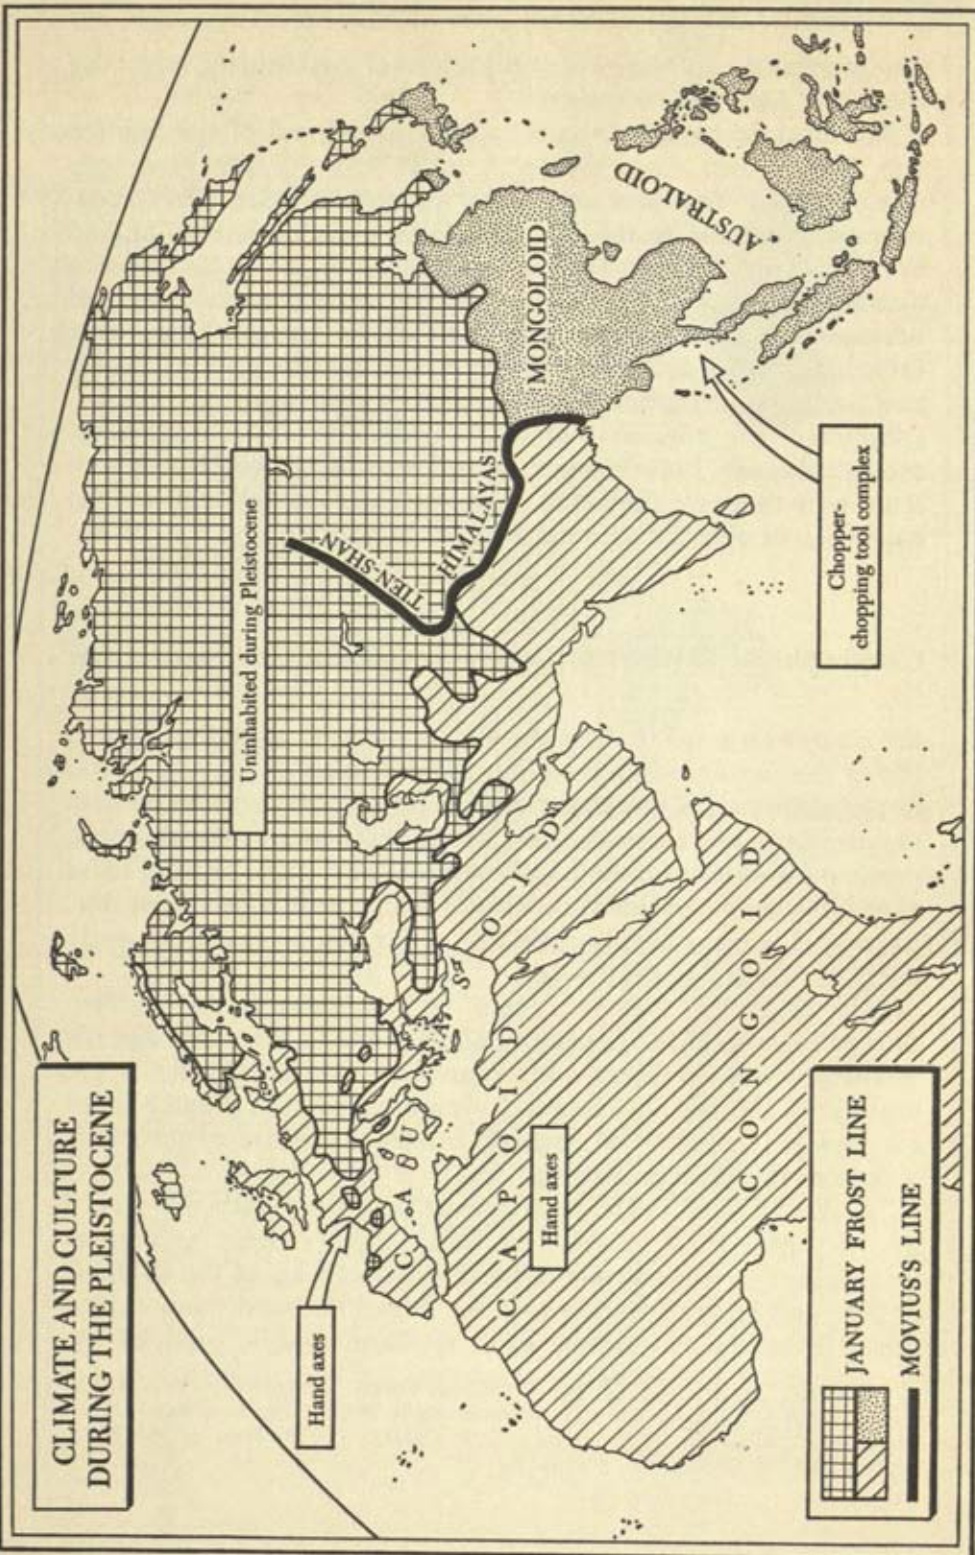 CLIMATE AND CULTURE
DURING THE PLEISTOCENE
Uninhabited during Pleistocene
TIEN-SHAN
HIMALAYAS
MONGOLOID
AUSTRALOID
Hand axes
CAUCASOID
CAPOID
Hand axes
CONGOID
Chopper-
chopping tool complex
JANUARY FROST LINE
MOVIUS'S LINE